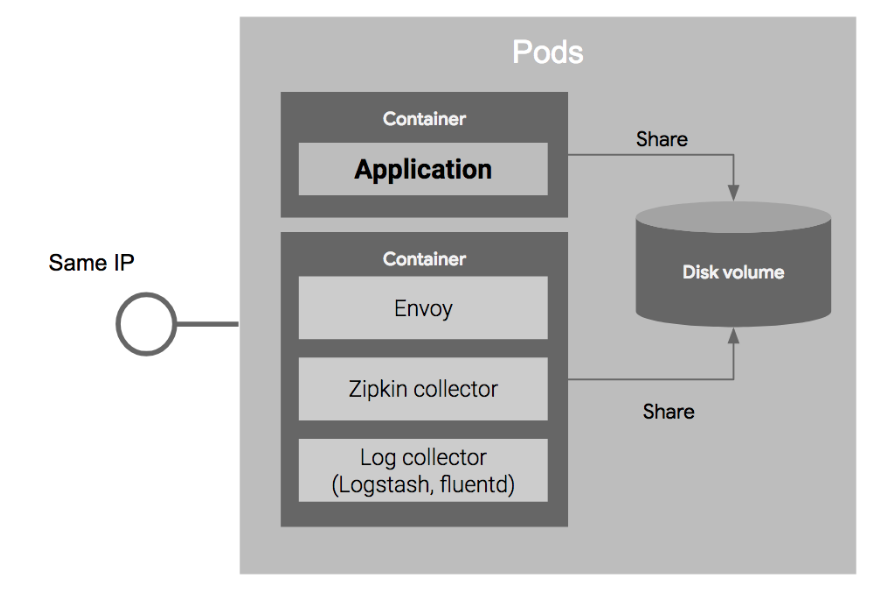 Pods
Container
Application
Share
Same IP
Container
Envoy
Zipkin collector
Log collector
(Logstash, fluentd)
Disk volume
Share